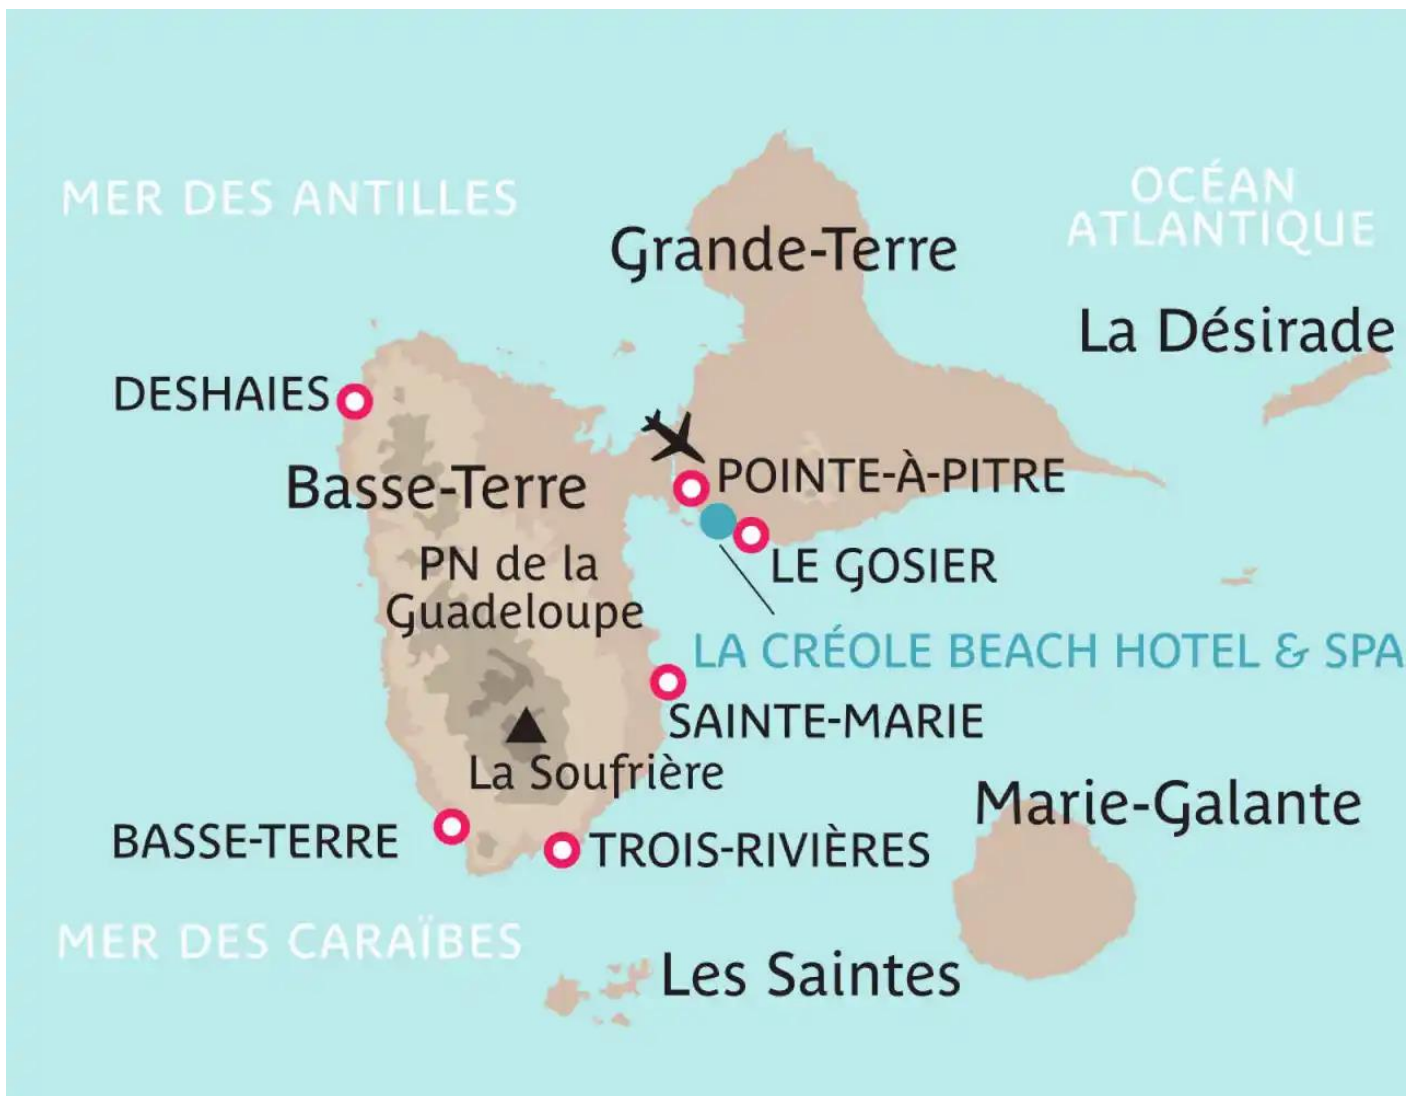 MER DES ANTILLES
OCÉAN
ATLANTIQUE
Grande-Terre
La Désirade
DESHAIES
Basse-Terre
POINTE-À-PITRE
PN de la
Guadeloupe
LE GOSIER
LA CRÉOLE BEACH HOTEL & SPA
SAINTE-MARIE
La Soufrière
Marie-Galante
BASSE-TERRE
TROIS-RIVIÈRES
MER DES CARAÏBES
Les Saintes